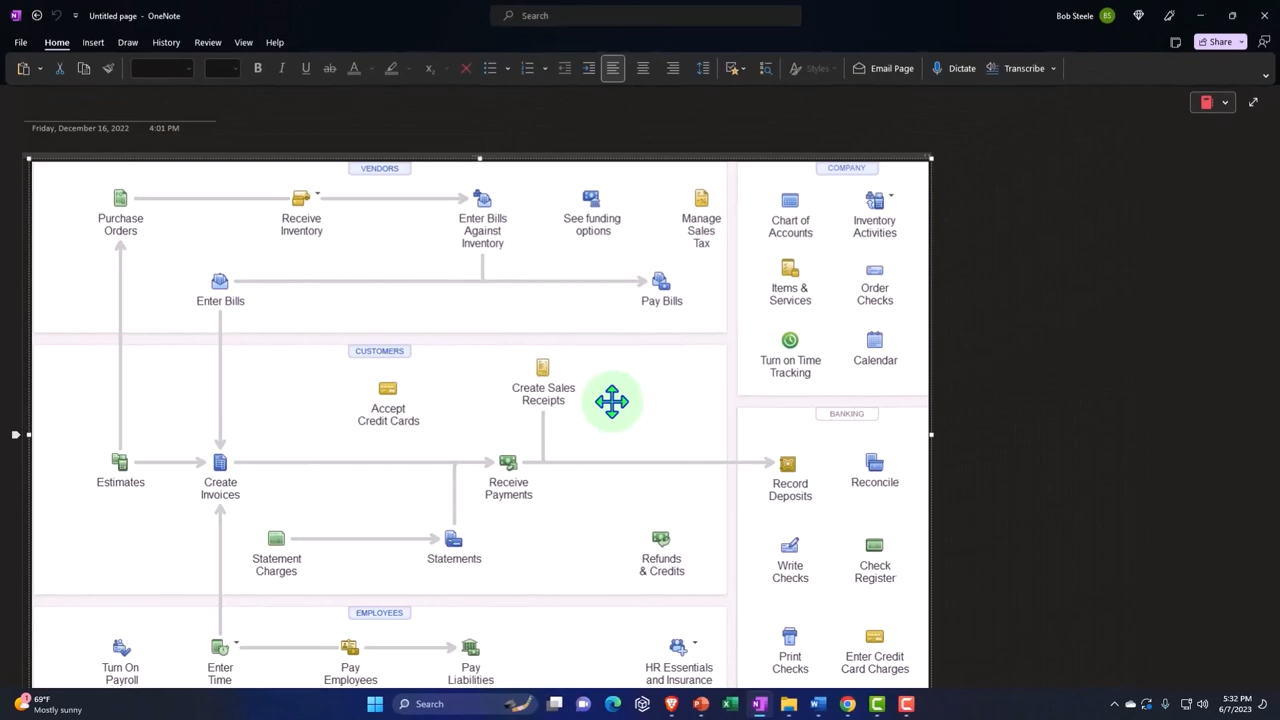 Untitled page - OneNote
Search
Bob Steele
BS
File
Home
Insert
Draw
History
Review
View
Help
Share
B
I
U
ab
A
Styles
Email Page
Dictate
Transcribe
Friday, December 16, 2022
4:01 PM
VENDORS
Purchase
Orders
Receive
Inventory
Enter Bills
Against
Inventory
See funding
options
Manage
Sales
Tax
Enter Bills
Pay Bills
CUSTOMERS
Accept
Credit Cards
Create Sales
Receipts
Estimates
Create
Invoices
Receive
Payments
Statement
Charges
Statements
Refunds
& Credits
EMPLOYEES
Turn On
Payroll
Enter
Time
Pay
Employees
Pay
Liabilities
HR Essentials
and Insurance
COMPANY
Chart of
Accounts
Inventory
Activities
Items &
Services
Order
Checks
Turn on Time
Tracking
Calendar
BANKING
Record
Deposits
Reconcile
Write
Checks
Check
Register
Print
Checks
Enter Credit
Card Charges
69°F
Mostly sunny
Search
5:32 PM
6/7/2023